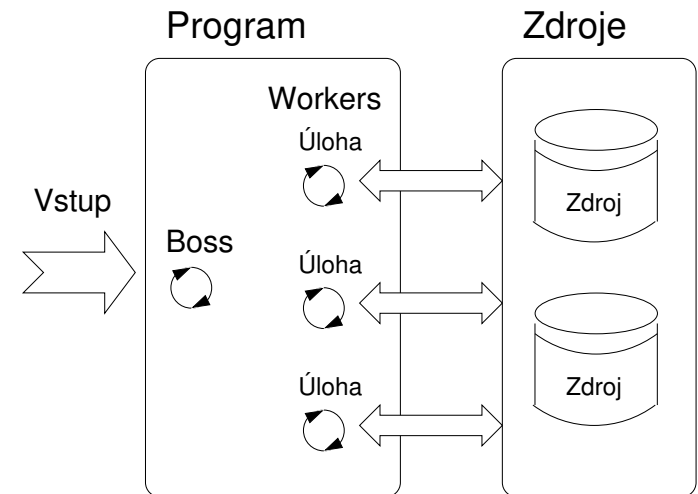 Program
Zdroje
Workers
Úloha
Zdroj
Vstup
Boss
Úloha
Úloha
Zdroj